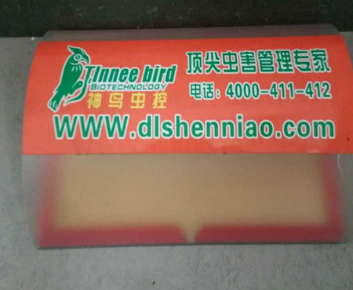 Tinnee bird
BIOTECHNOLOGY
神鸟虫控
顶尖虫害管理专家
电话：4000-411-412
www.dlshenniao.com